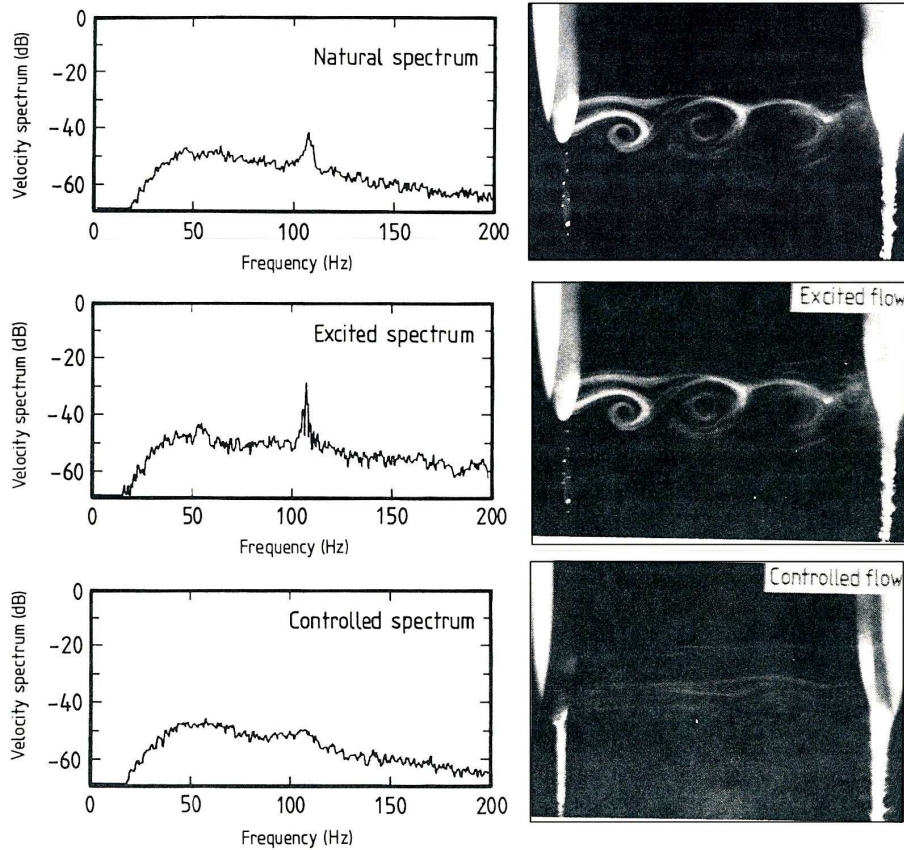 Natural spectrum
Velocity spectrum (dB)
0
−20
−40
−60
0 50 100 150 200
Frequency (Hz)
Excited spectrum
Excited flow
Velocity spectrum (dB)
0
−20
−40
−60
0 50 100 150 200
Frequency (Hz)
Controlled spectrum
Controlled flow
Velocity spectrum (dB)
0
−20
−40
−60
0 50 100 150 200
Frequency (Hz)